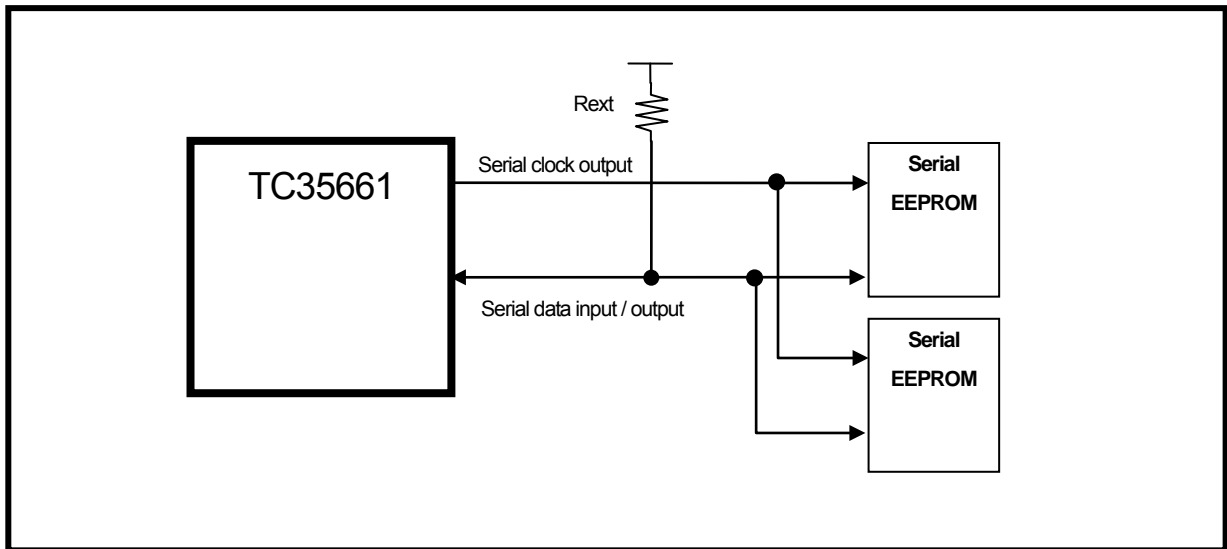 Rext
Serial clock output
TC35661
Serial
EEPROM
Serial data input / output
Serial
EEPROM